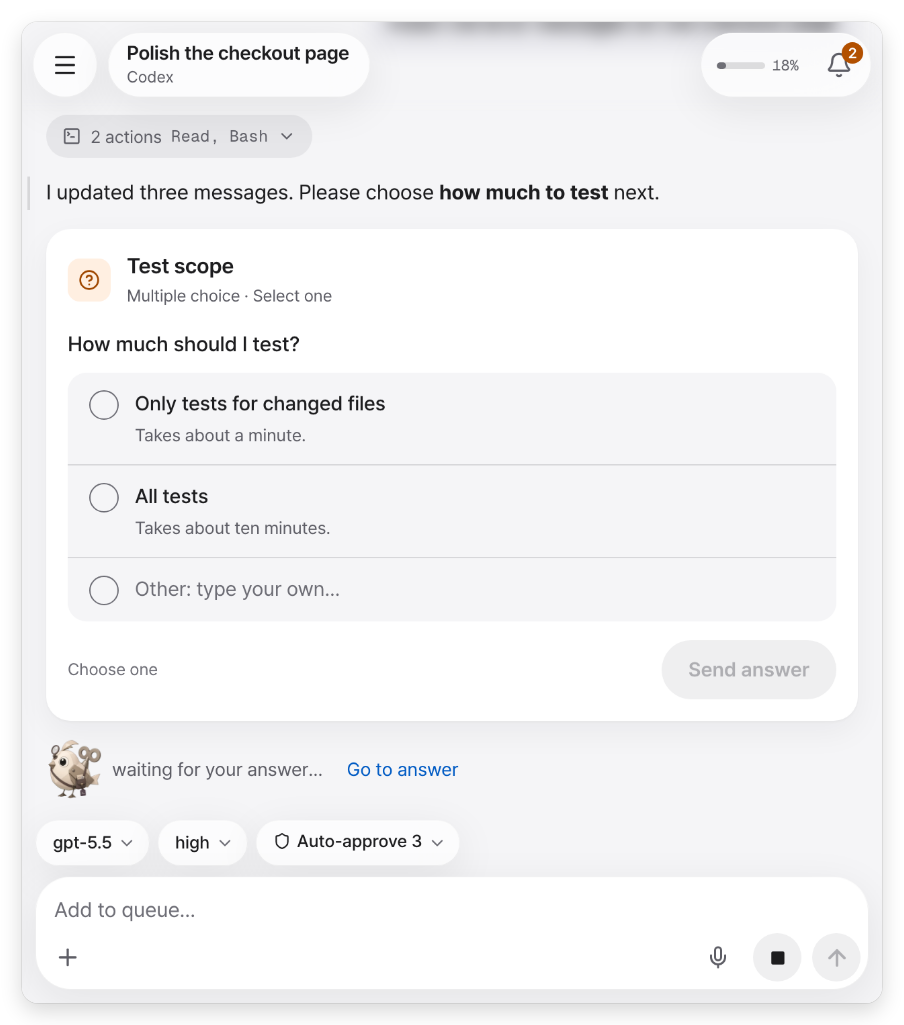 Polish the checkout page
Codex
18%
2
2 actions Read, Bash
I updated three messages. Please choose how much to test next.
Test scope
Multiple choice · Select one
How much should I test?
Only tests for changed files
Takes about a minute.
All tests
Takes about ten minutes.
Other: type your own...
Choose one
Send answer
waiting for your answer...
Go to answer
gpt-5.5
high
Auto-approve 3
Add to queue...